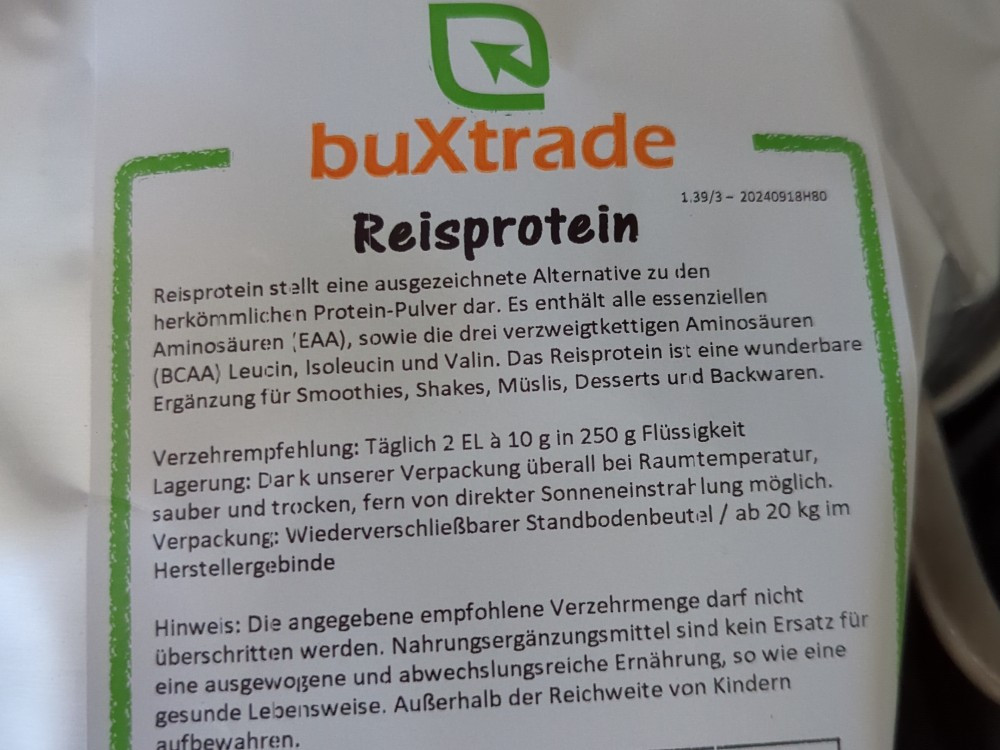 buXtrade
1.39/3 – 20240918H80
Reisprotein
Reisprotein stellt eine ausgezeichnete Alternative zu den
herkömmlichen Protein-Pulver dar. Es enthält alle essenziellen
Aminosäuren (EAA), sowie die drei verzweigtkettigen Aminosäuren
(BCAA) Leucin, Isoleucin und Valin. Das Reisprotein ist eine wunderbare
Ergänzung für Smoothies, Shakes, Müslis, Desserts und Backwaren.
Verzehrempfehlung: Täglich 2 EL à 10 g in 250 g Flüssigkeit
Lagerung: Dank unserer Verpackung überall bei Raumtemperatur,
sauber und trocken, fern von direkter Sonneneinstrahlung möglich.
Verpackung: Wiederverschließbarer Standbodenbeutel / ab 20 kg im
Herstellergebinde
Hinweis: Die angegebene empfohlene Verzehrmenge darf nicht
überschritten werden. Nahrungsergänzungsmittel sind kein Ersatz für
eine ausgewogene und abwechslungsreiche Ernährung, so wie eine
gesunde Lebensweise. Außerhalb der Reichweite von Kindern
aufbewahren.